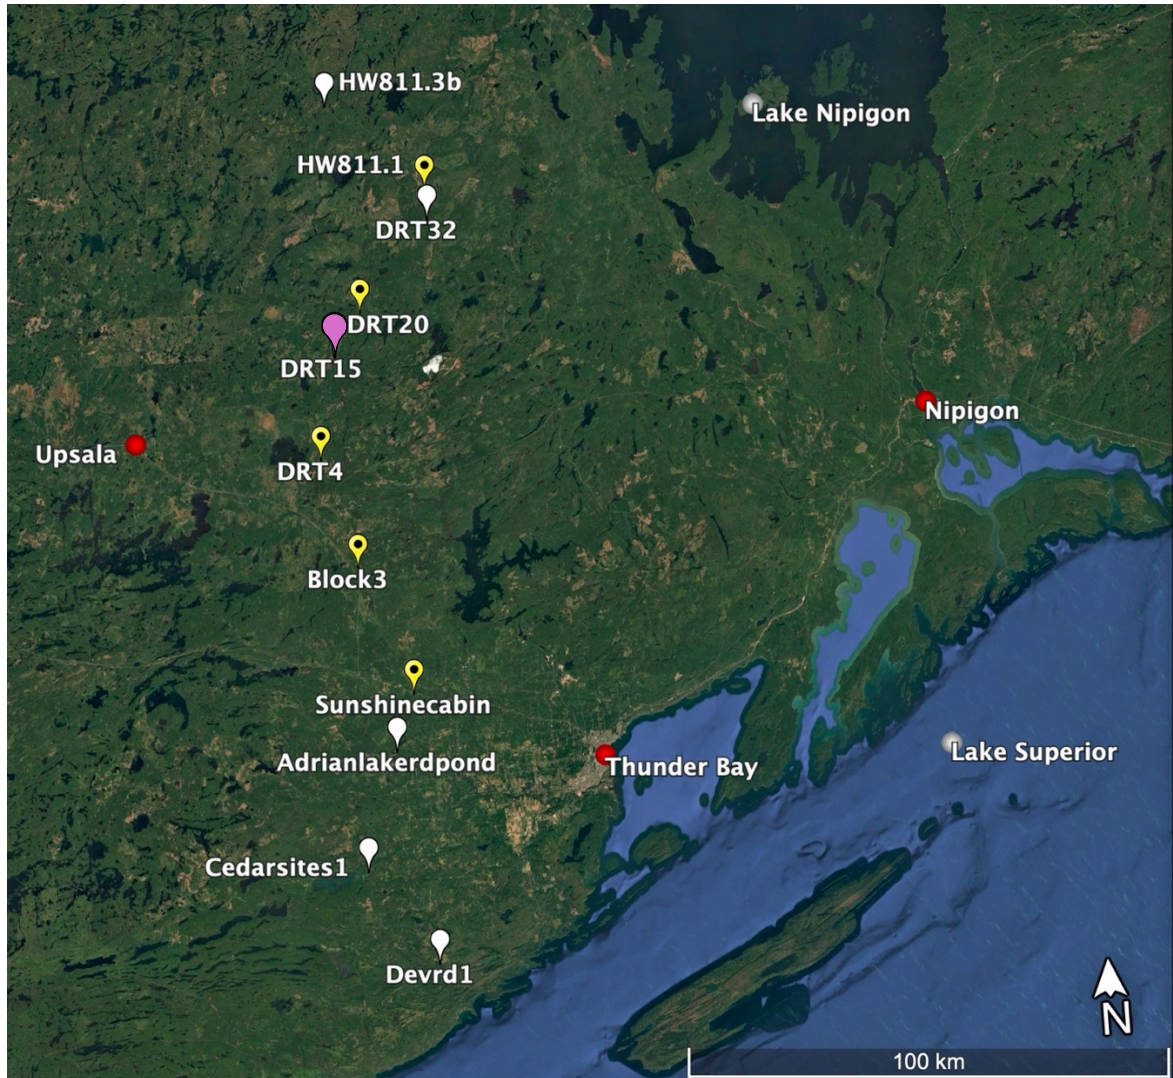 HW811.3b
Lake Nipigon
HW811.1
DRT32
DRT20
DRT15
Nipigon
Upsala
DRT4
Block3
Sunshinecabin
Adrianlakerdpond
Thunder Bay
Lake Superior
Cedarsites1
Devrd1
N
100 km